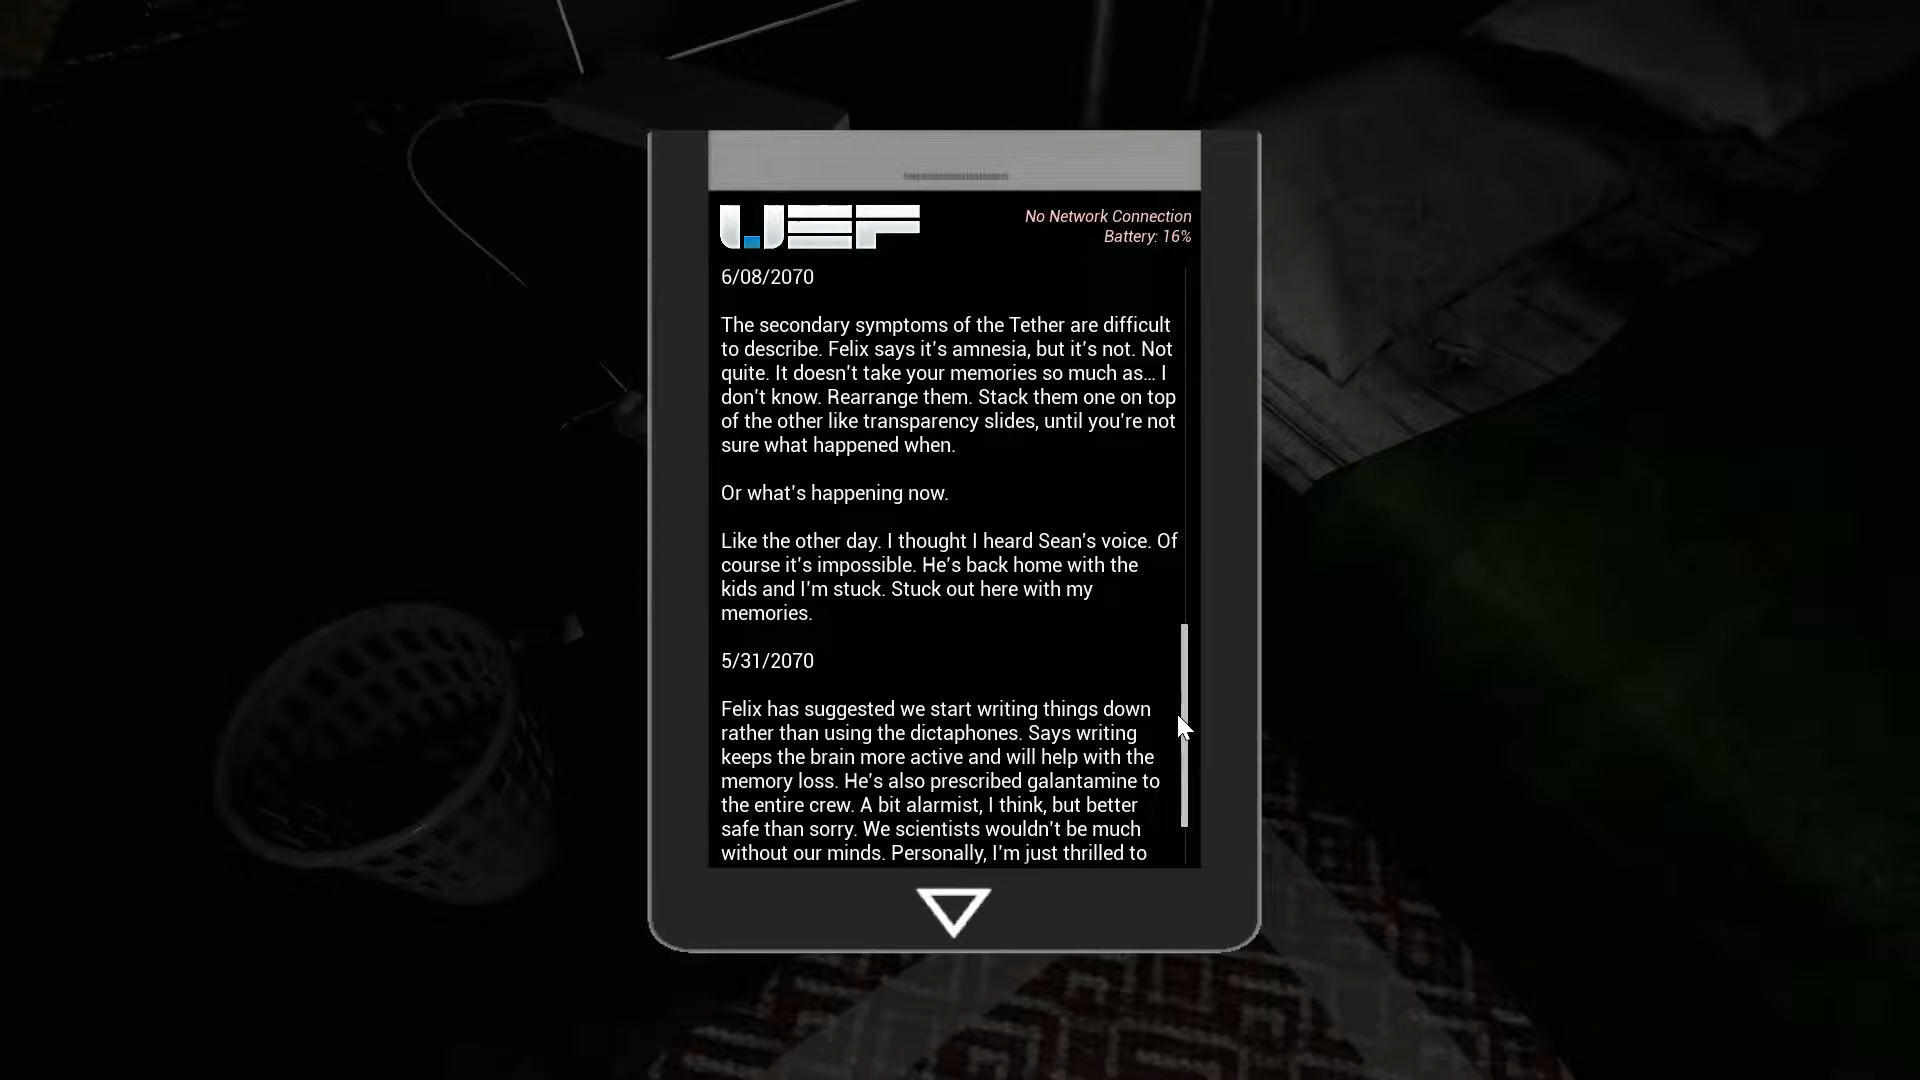 UEF
No Network Connection
Battery: 16%
6/08/2070
The secondary symptoms of the Tether are difficult
to describe. Felix says it's amnesia, but it's not. Not
quite. It doesn't take your memories so much as… I
don't know. Rearrange them. Stack them one on top
of the other like transparency slides, until you're not
sure what happened when.
Or what's happening now.
Like the other day. I thought I heard Sean's voice. Of
course it's impossible. He's back home with the
kids and I'm stuck. Stuck out here with my
memories.
5/31/2070
Felix has suggested we start writing things down
rather than using the dictaphones. Says writing
keeps the brain more active and will help with the
memory loss. He's also prescribed galantamine to
the entire crew. A bit alarmist, I think, but better
safe than sorry. We scientists wouldn't be much
without our minds. Personally, I'm just thrilled to